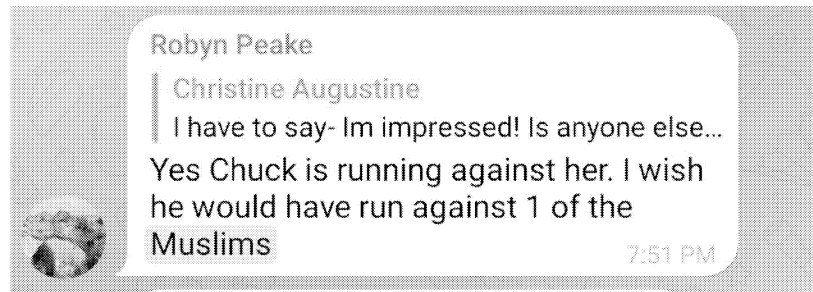 Robyn Peake
Christine Augustine
I have to say- Im impressed! Is anyone else...
Yes Chuck is running against her. I wish
he would have run against 1 of the
Muslims
7:51 PM